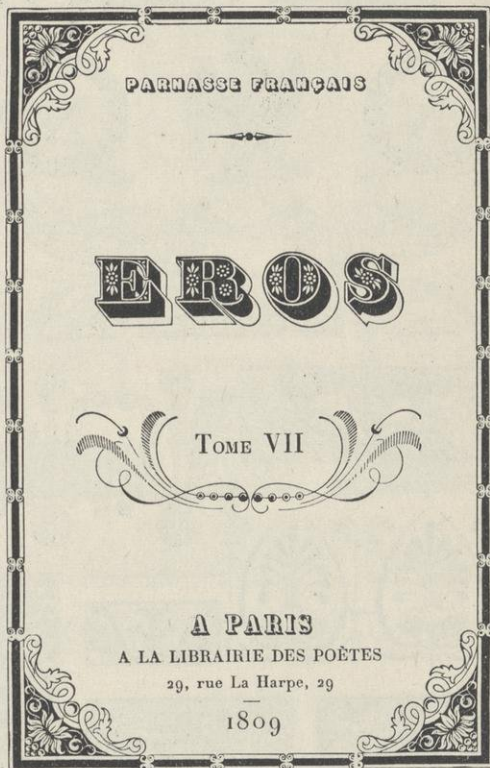 PARNASSE FRANÇAIS
EROS
TOME VII
A PARIS
A LA LIBRAIRIE DES POÈTES
29, rue La Harpe, 29
1809